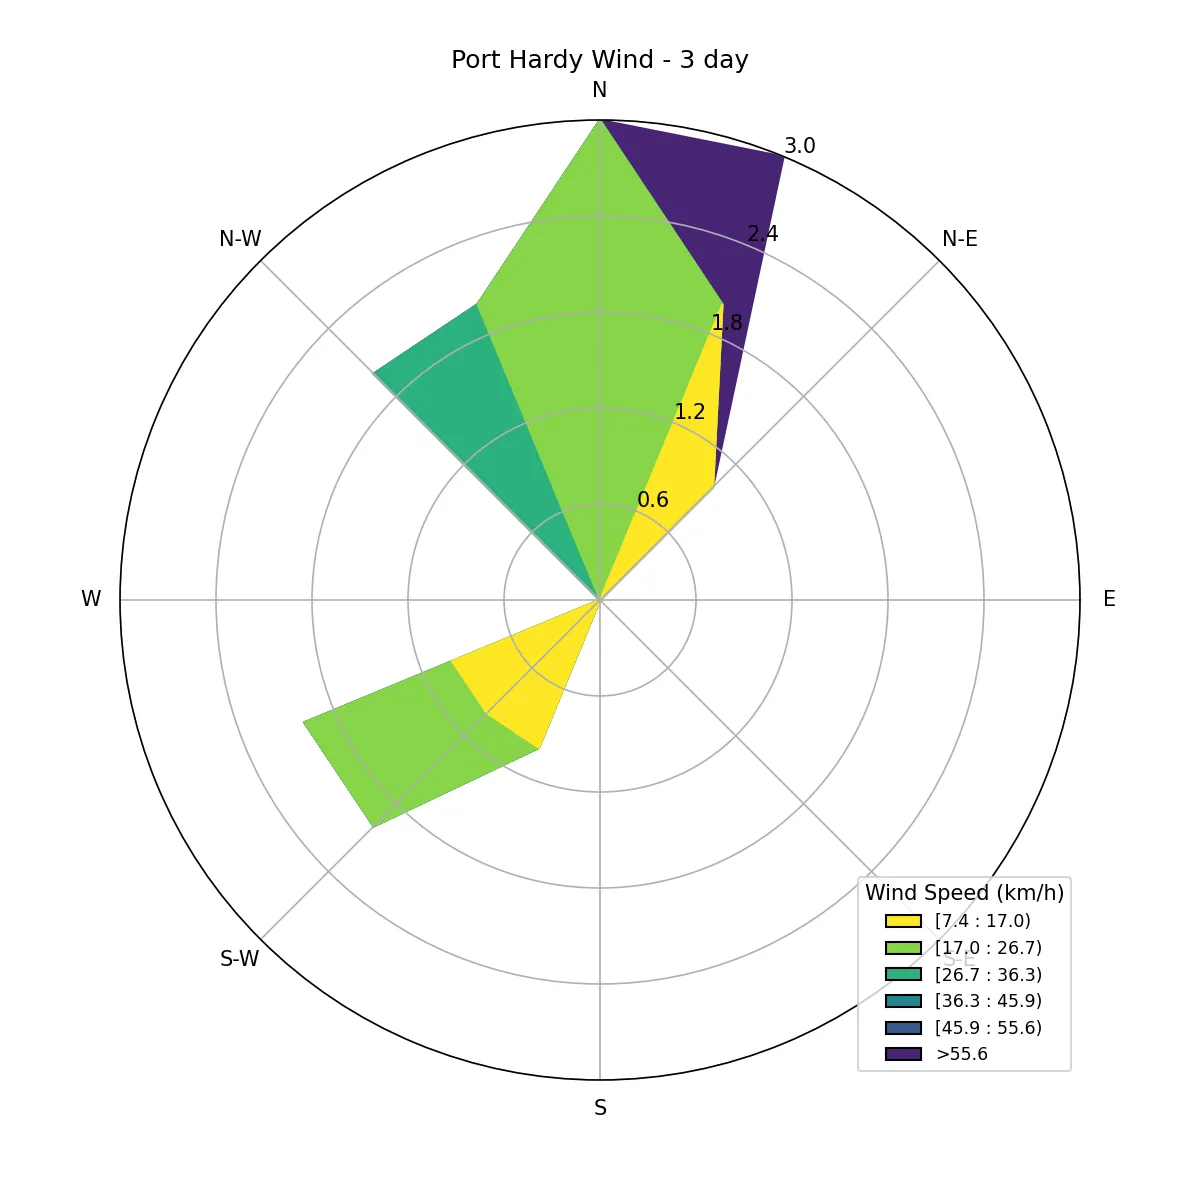 Port Hardy Wind - 3 day
N
3.0
2.4
N-W
N-E
1.8
1.2
0.6
W
E
S-W
S-E
Wind Speed (km/h)
[7.4 : 17.0)
[17.0 : 26.7)
[26.7 : 36.3)
[36.3 : 45.9)
[45.9 : 55.6)
>55.6
S